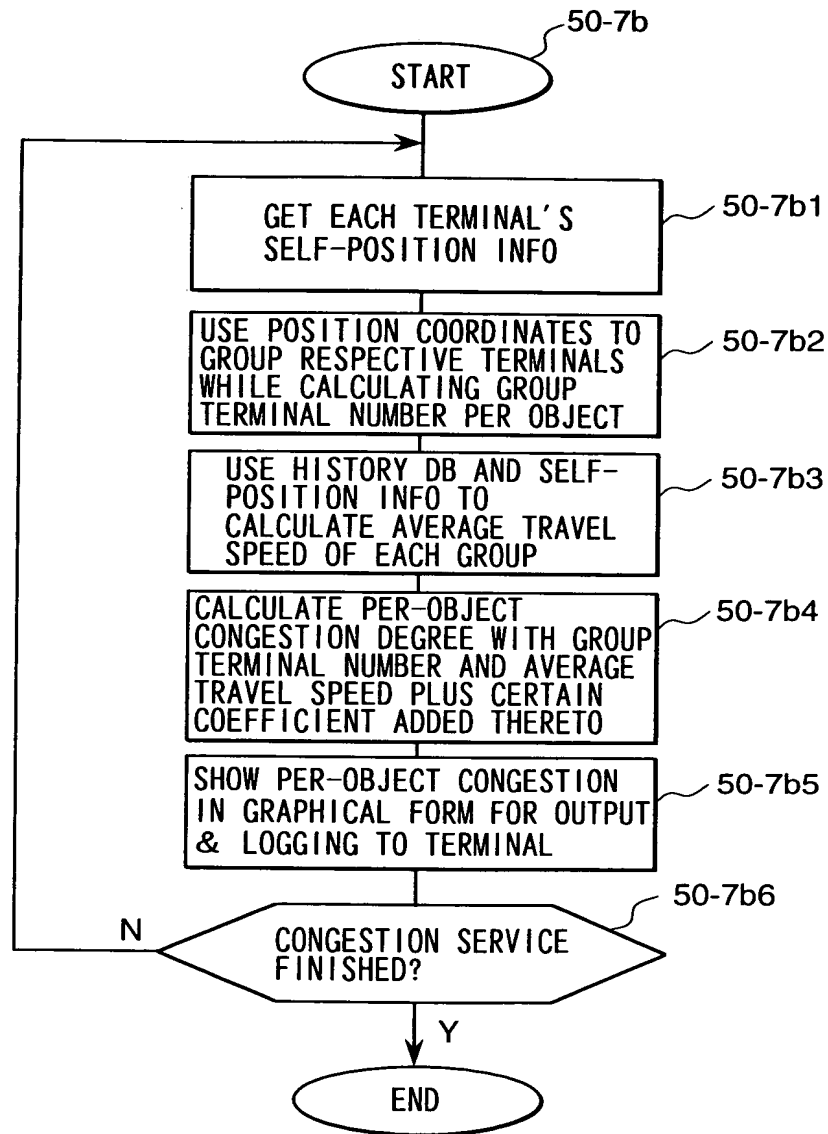 50-7b
START
50-7b1
GET EACH TERMINAL'S
SELF-POSITION INFO
50-7b2
USE POSITION COORDINATES TO
GROUP RESPECTIVE TERMINALS
WHILE CALCULATING GROUP
TERMINAL NUMBER PER OBJECT
50-7b3
USE HISTORY DB AND SELF-
POSITION INFO TO
CALCULATE AVERAGE TRAVEL
SPEED OF EACH GROUP
50-7b4
CALCULATE PER-OBJECT
CONGESTION DEGREE WITH GROUP
TERMINAL NUMBER AND AVERAGE
TRAVEL SPEED PLUS CERTAIN
COEFFICIENT ADDED THERETO
50-7b5
SHOW PER-OBJECT CONGESTION
IN GRAPHICAL FORM FOR OUTPUT
& LOGGING TO TERMINAL
50-7b6
N
CONGESTION SERVICE
FINISHED?
Y
END